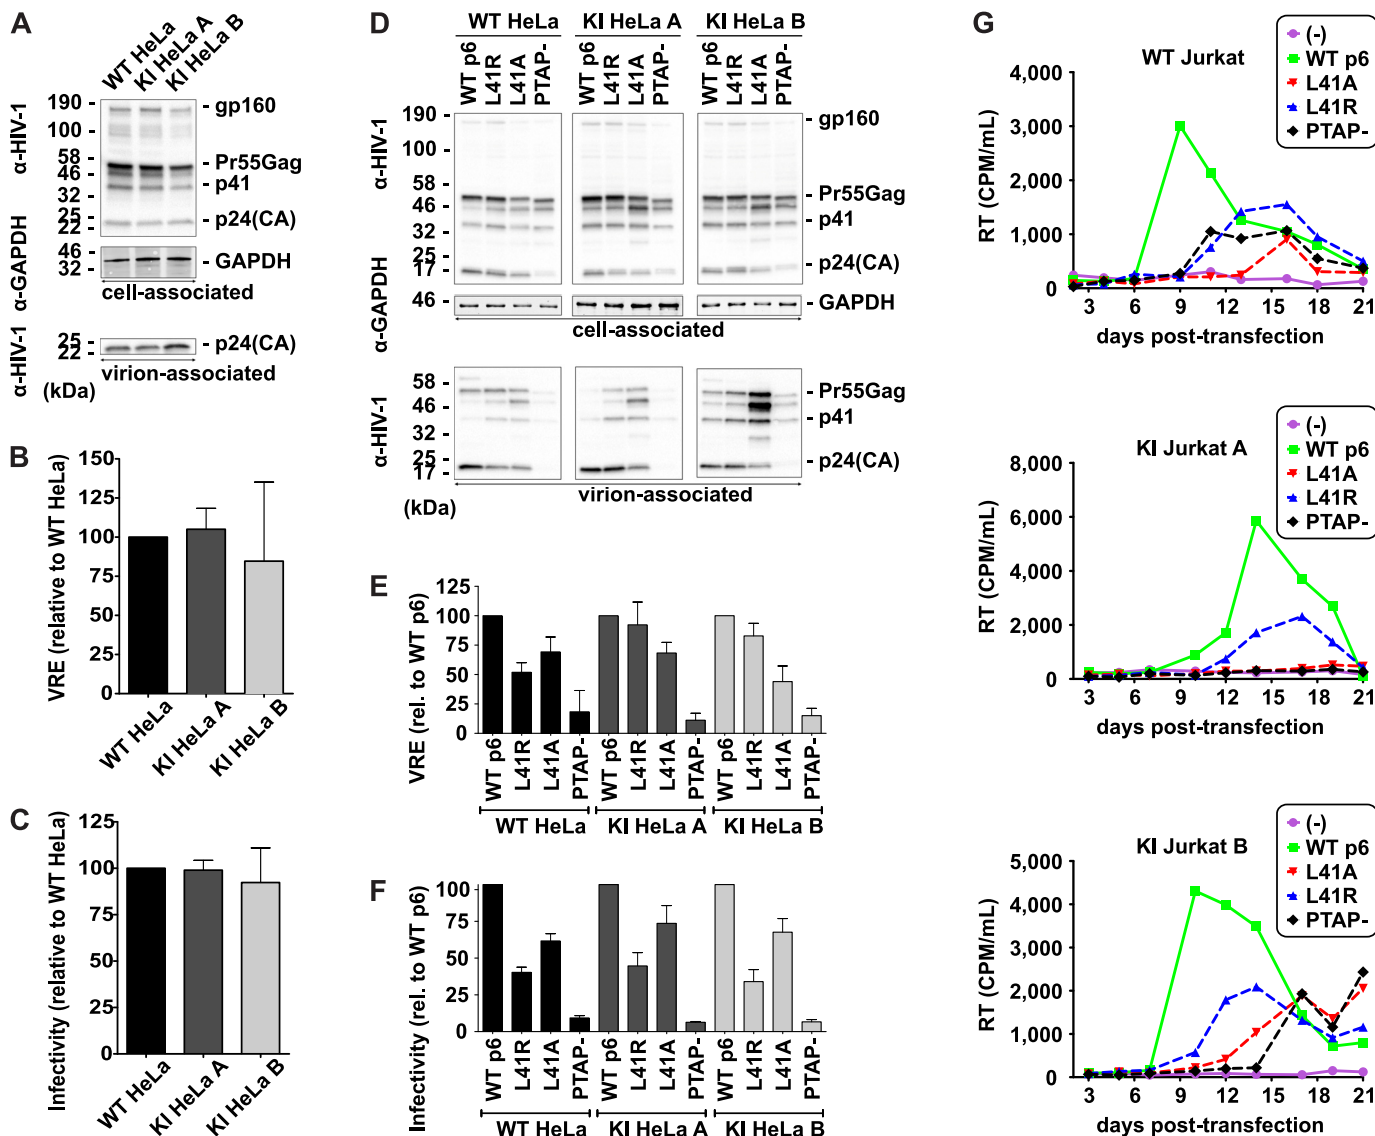 A
WT HeLa
KI HeLa A
KI HeLa B
α-HIV-1
190
100
58
46
32
25
22
gp160
Pr55Gag
p41
p24(CA)
α-GAPDH
46
32
GAPDH
cell-associated
α-HIV-1
25
22
p24(CA)
virion-associated
(kDa)
B
VRE (relative to WT HeLa)
150
125
100
75
50
25
0
WT HeLa
KI HeLa A
KI HeLa B
C
Infectivity (relative to WT HeLa)
125
100
75
50
25
0
WT HeLa
KI HeLa A
KI HeLa B
D
WT HeLa
KI HeLa A
KI HeLa B
WT p6
L41R
L41A
PTAP-
WT p6
L41R
L41A
PTAP-
WT p6
L41R
L41A
PTAP-
α-HIV-1
190
100
58
46
32
25
17
gp160
Pr55Gag
p41
p24(CA)
α-GAPDH
46
GAPDH
cell-associated
α-HIV-1
58
46
32
25
17
Pr55Gag
p41
p24(CA)
virion-associated
(kDa)
E
VRE (rel. to WT p6)
125
100
75
50
25
0
WT p6
L41R
L41A
PTAP-
WT p6
L41R
L41A
PTAP-
WT p6
L41R
L41A
PTAP-
WT HeLa
KI HeLa A
KI HeLa B
F
Infectivity (rel. to WT p6)
100
75
50
25
0
WT p6
L41R
L41A
PTAP-
WT p6
L41R
L41A
PTAP-
WT p6
L41R
L41A
PTAP-
WT HeLa
KI HeLa A
KI HeLa B
G
WT Jurkat
(-)
WT p6
L41A
L41R
PTAP-
RT (CPM/mL)
4,000
3,000
2,000
1,000
0
3 6 9 12 15 18 21
days post-transfection
KI Jurkat A
(-)
WT p6
L41A
L41R
PTAP-
RT (CPM/mL)
8,000
6,000
4,000
2,000
0
3 6 9 12 15 18 21
days post-transfection
KI Jurkat B
(-)
WT p6
L41A
L41R
PTAP-
RT (CPM/mL)
5,000
4,000
3,000
2,000
1,000
0
3 6 9 12 15 18 21
days post-transfection